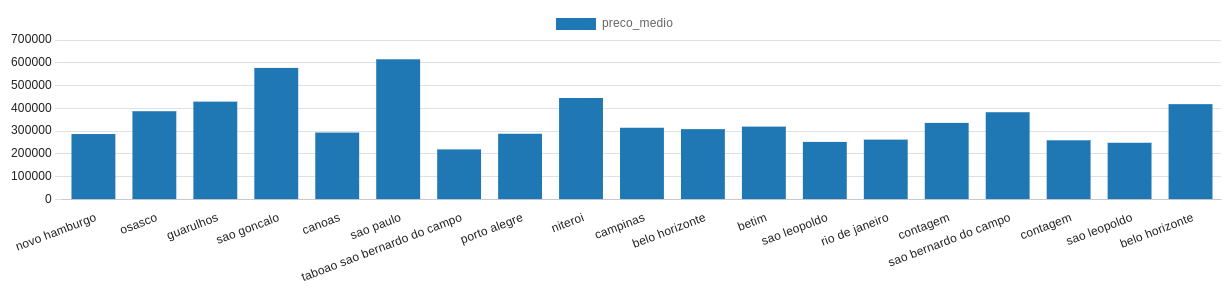 preco_medio
700000
600000
500000
400000
300000
200000
100000
0
novo hamburgo
osasco
guarulhos
sao goncalo
canoas
sao paulo
taboao sao bernardo do campo
porto alegre
niteroi
campinas
belo horizonte
betim
sao leopoldo
rio de janeiro
contagem
sao bernardo do campo
contagem
sao leopoldo
belo horizonte